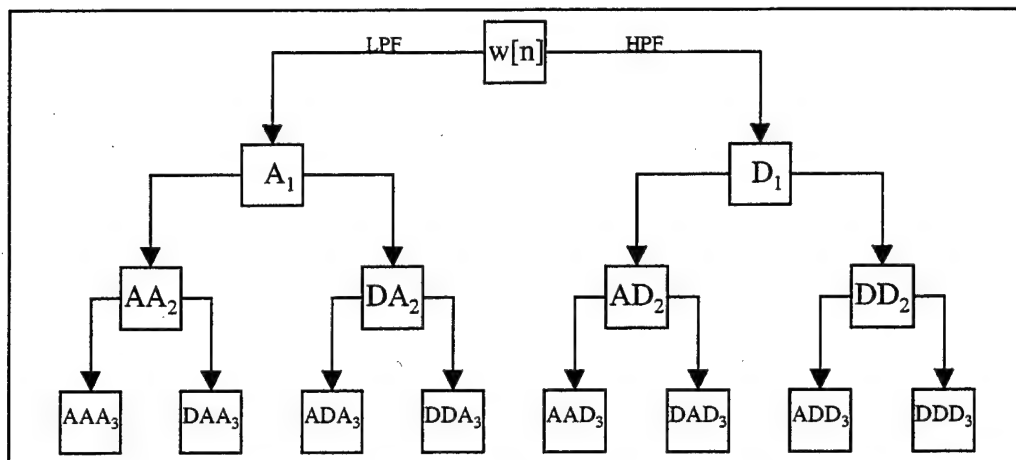 LPF w[n] HPF
A₁ D₁
AA₂ DA₂ AD₂ DD₂
AAA₃ DAA₃ ADA₃ DDA₃ AAD₃ DAD₃ ADD₃ DDD₃